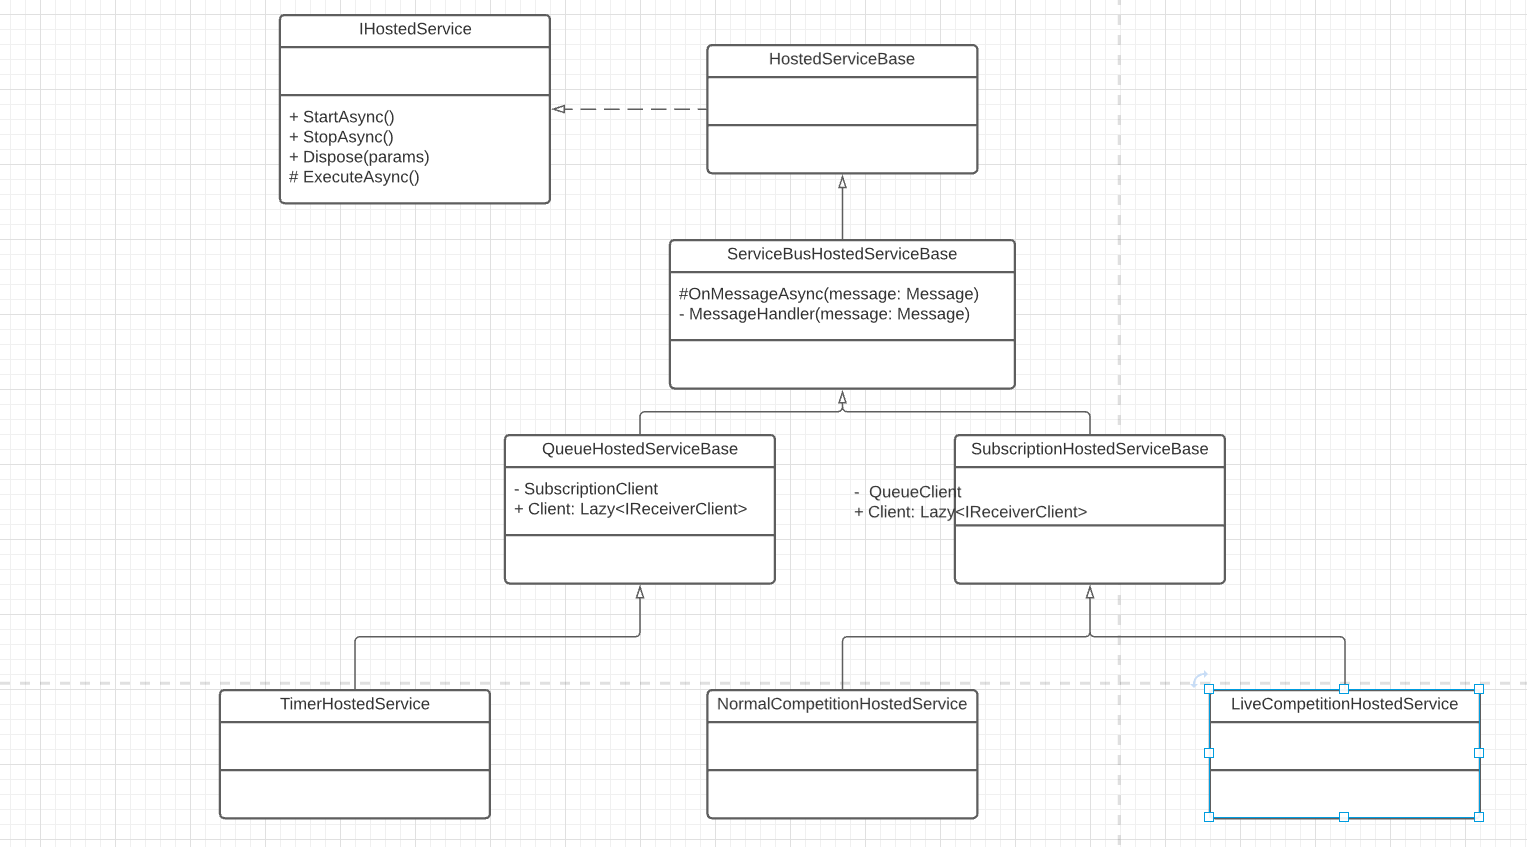 IHostedService
+ StartAsync()
+ StopAsync()
+ Dispose(params)
# ExecuteAsync()
HostedServiceBase
ServiceBusHostedServiceBase
#OnMessageAsync(message: Message)
- MessageHandler(message: Message)
QueueHostedServiceBase
- SubscriptionClient
+ Client: Lazy<IReceiverClient>
SubscriptionHostedServiceBase
- QueueClient
+ Client: Lazy<IReceiverClient>
TimerHostedService
NormalCompetitionHostedService
LiveCompetitionHostedService